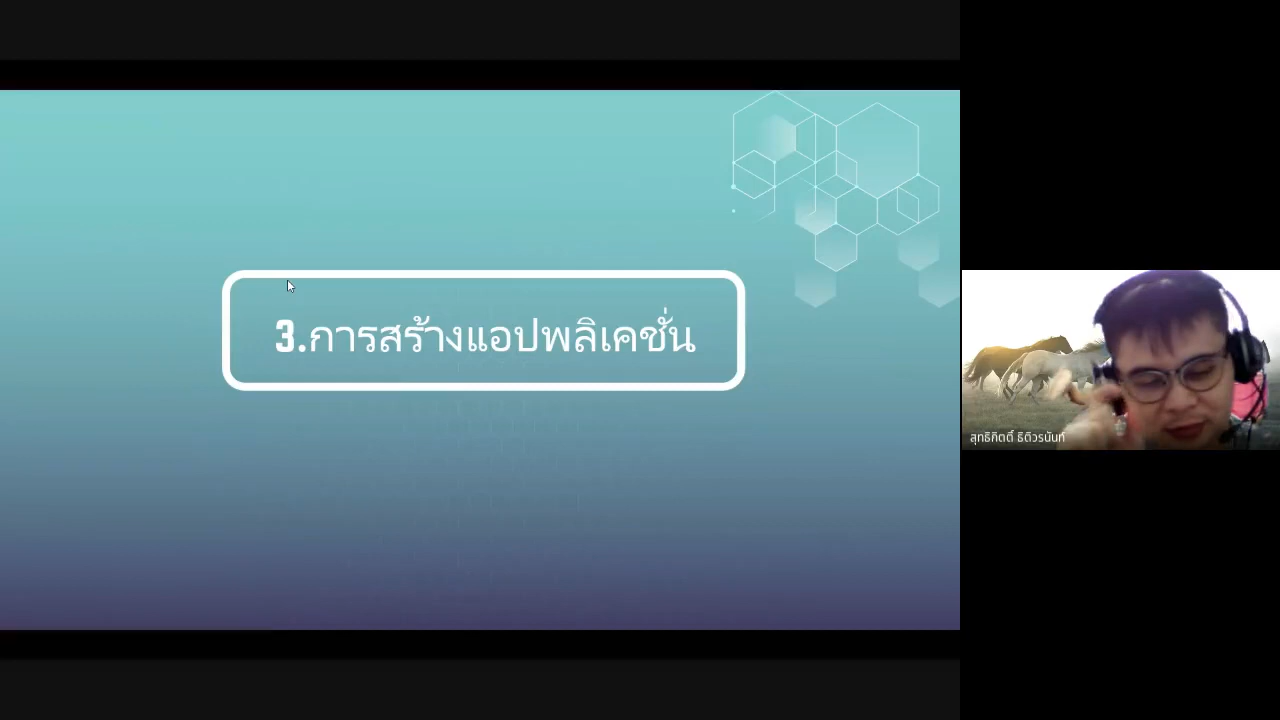 3.การสร้างแอปพลิเคชั่น
สุทธิกิตติ์ ธิติวรนันท์